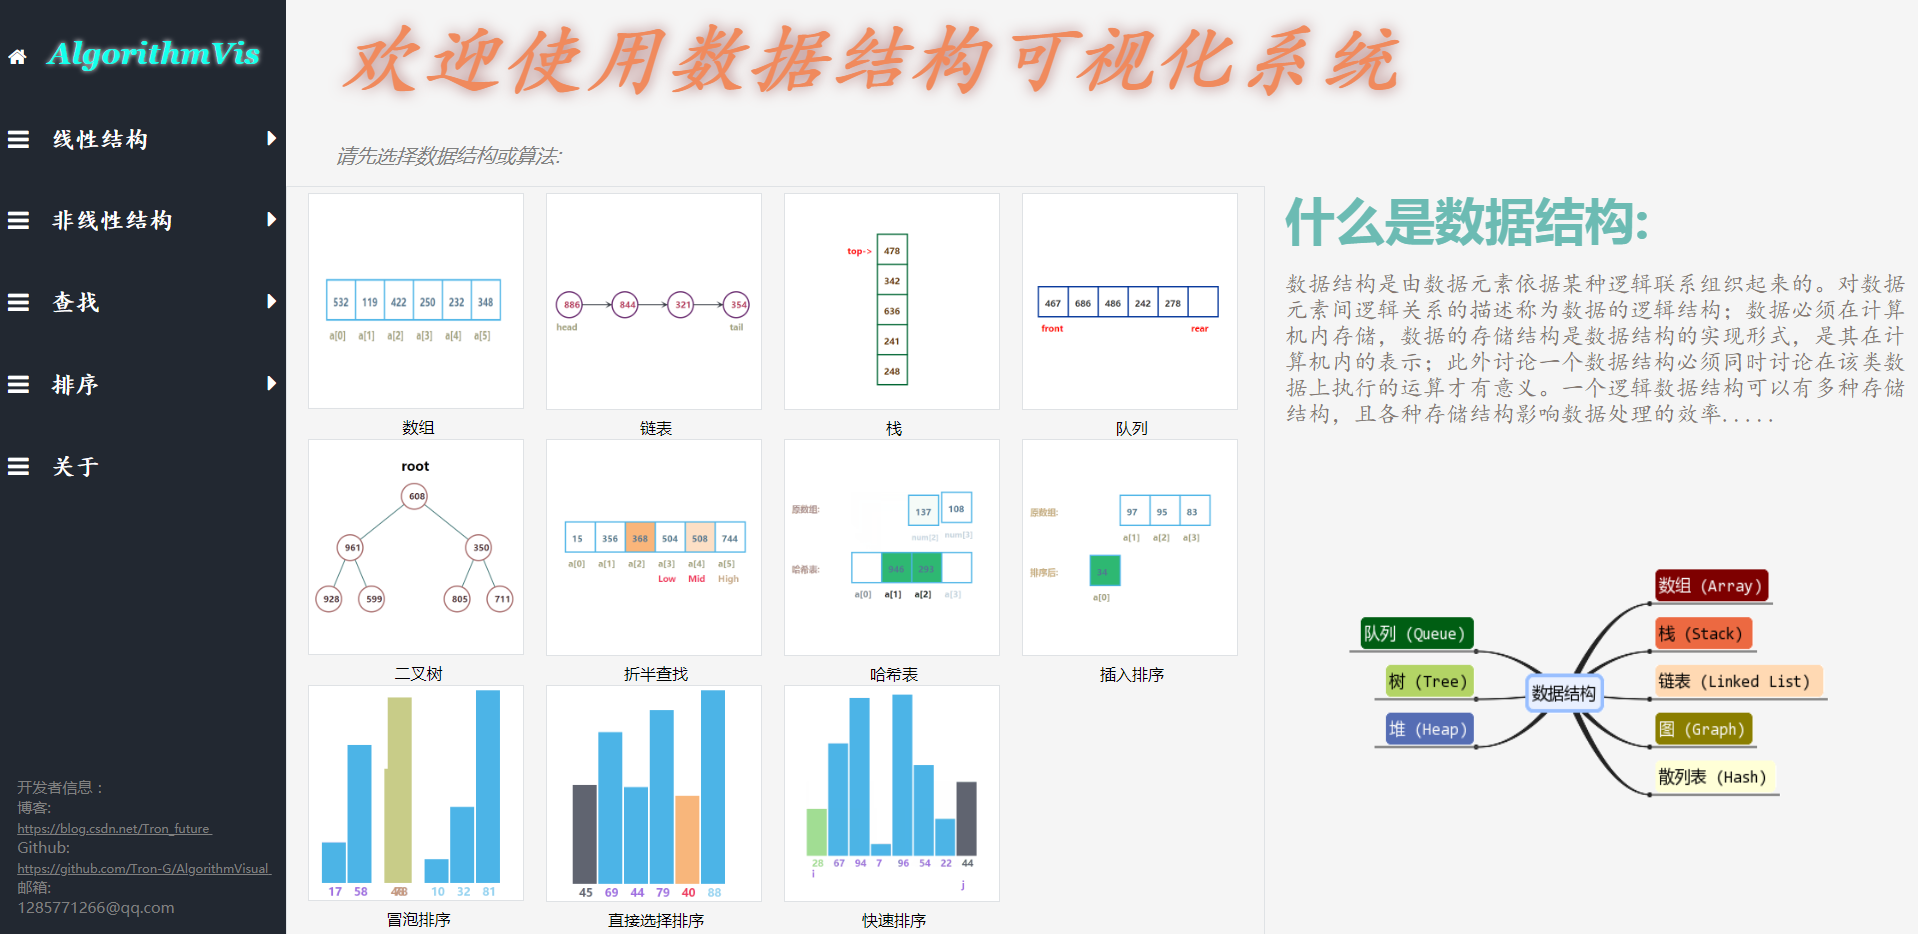 AlgorithmVis
线性结构
非线性结构
查找
排序
关于
开发者信息：
博客:
https://blog.csdn.net/Tron_future
Github:
https://github.com/Tron-G/AlgorithmVisual
邮箱:
1285771266@qq.com
欢迎使用数据结构可视化系统
请先选择数据结构或算法:
532 119 422 250 232 348
a[0] a[1] a[2] a[3] a[4] a[5]
数组
886 844 321 354
head tail
链表
top-> 478
342
636
241
248
栈
467 686 486 242 278
front rear
队列
root
608
961 350
928 599 805 711
二叉树
15 356 368 504 508 744
a[0] a[1] a[2] a[3] a[4] a[5]
Low Mid High
折半查找
原数组: 137 108
num[2] num[3]
哈希表: 946 293
a[0] a[1] a[2] a[3]
哈希表
原数组: 97 95 83
a[1] a[2] a[3]
排序后: 34
a[0]
插入排序
17 58 10 32 81
冒泡排序
45 69 44 79 40 88
直接选择排序
28 67 94 7 96 54 22 44
i j
快速排序
什么是数据结构:
数据结构是由数据元素依据某种逻辑联系组织起来的。对数据
元素间逻辑关系的描述称为数据的逻辑结构；数据必须在计算
机内存储，数据的存储结构是数据结构的实现形式，是其在计
算机内的表示；此外讨论一个数据结构必须同时讨论在该类数
据上执行的运算才有意义。一个逻辑数据结构可以有多种存储
结构，且各种存储结构影响数据处理的效率.....
数据结构
队列 (Queue)
树 (Tree)
堆 (Heap)
数组 (Array)
栈 (Stack)
链表 (Linked List)
图 (Graph)
散列表 (Hash)